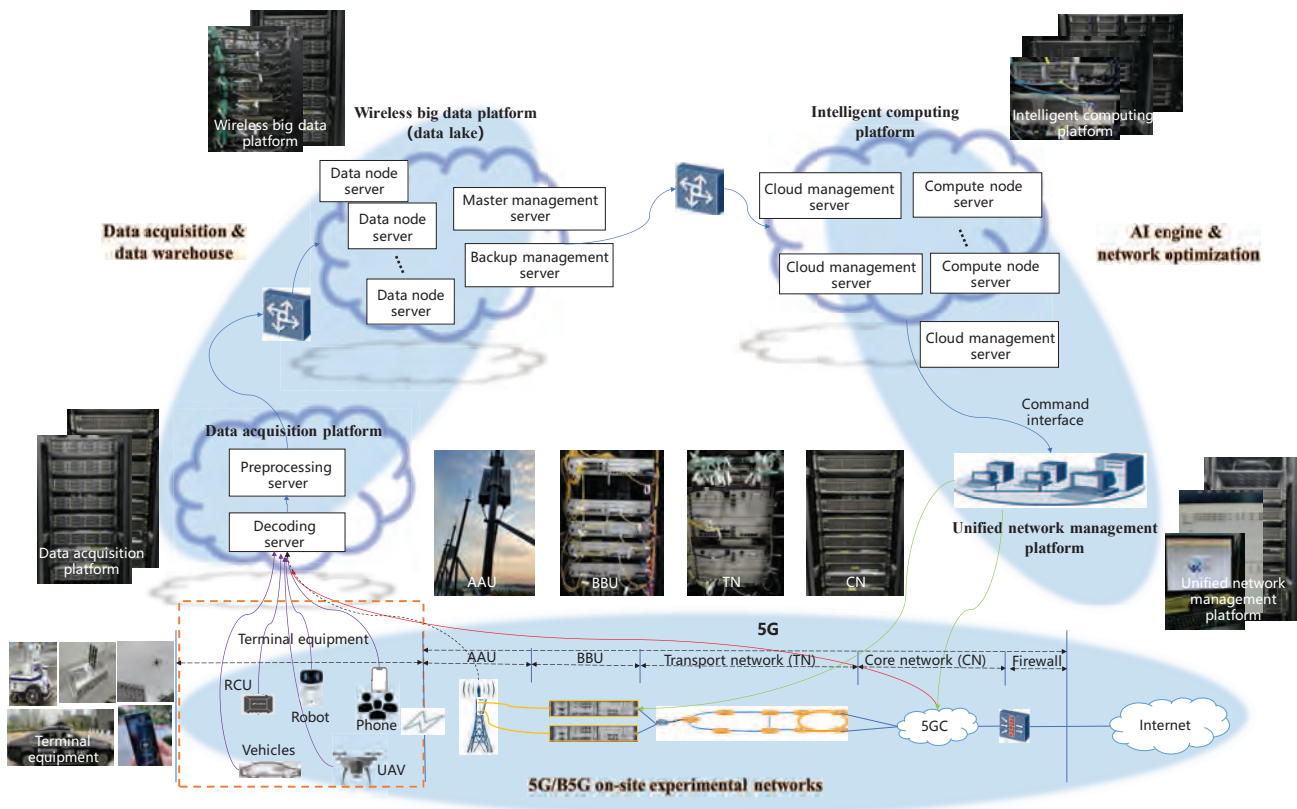 Wireless big data
platform
Wireless big data platform
(data lake)
Data node
server
Data node
server
Data node
server
Master management
server
Backup management
server
Data acquisition &
data warehouse
Intelligent computing
platform
Intelligent computing
platform
Cloud management
server
Compute node
server
Cloud management
server
Compute node
server
Cloud management
server
AI engine &
network optimization
Command
interface
Data acquisition platform
Preprocessing
server
Decoding
server
Data acquisition
platform
AAU
BBU
TN
CN
Unified network management
platform
Unified network
management platform
5G
Terminal equipment
AAU
BBU
Transport network (TN)
Core network (CN)
Firewall
RCU
Robot
Phone
Vehicles
UAV
Terminal
equipment
5GC
Internet
5G/B5G on-site experimental networks